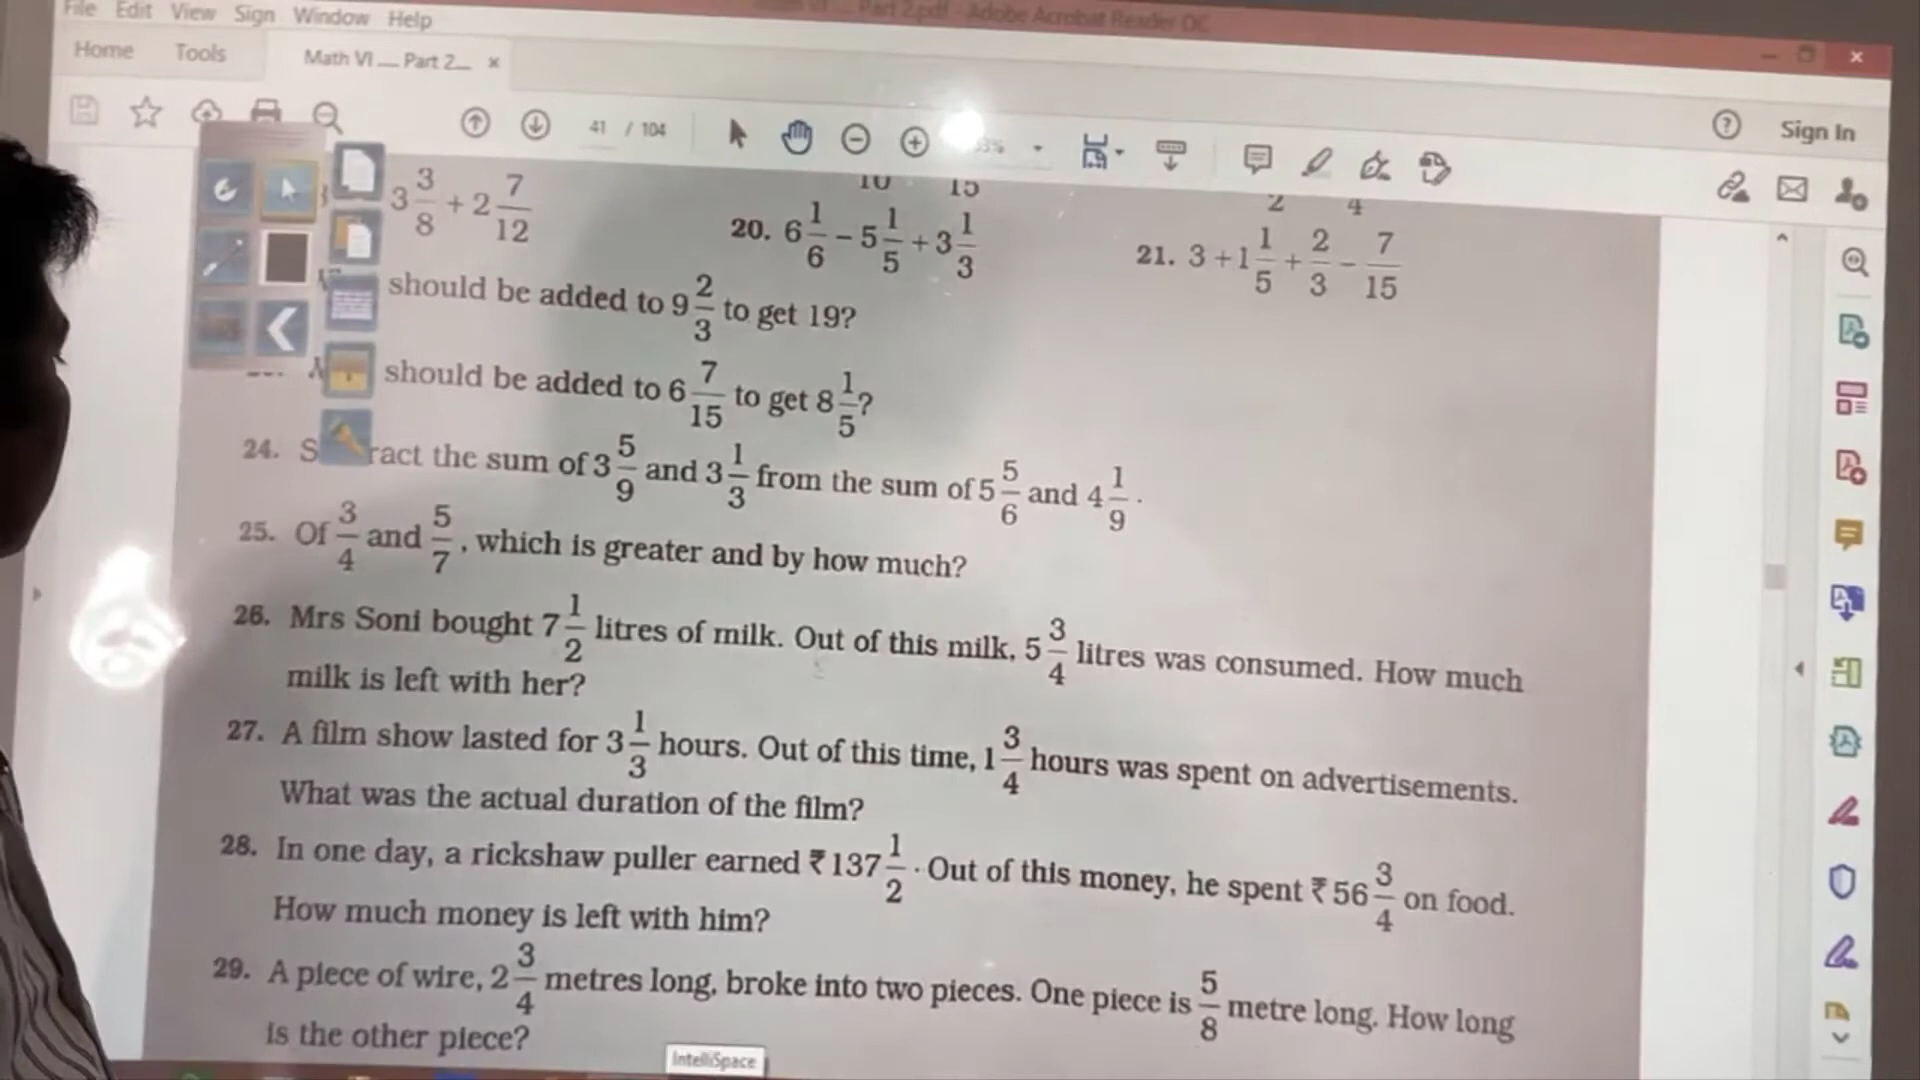 File Edit View Sign Window Help
Part 2.pdf - Adobe Acrobat Reader DC
Home Tools Math VI Part 2
41 / 104
Sign In
10 15 2 4
3 3/8 + 2 7/12 20. 6 1/6 - 5 1/5 + 3 1/3 21. 3 + 1 1/5 + 2/3 - 7/15
should be added to 9 2/3 to get 19?
should be added to 6 7/15 to get 8 1/5?
24. S ract the sum of 3 5/9 and 3 1/3 from the sum of 5 5/6 and 4 1/9.
25. Of 3/4 and 5/7, which is greater and by how much?
26. Mrs Soni bought 7 1/2 litres of milk. Out of this milk, 5 3/4 litres was consumed. How much
milk is left with her?
27. A film show lasted for 3 1/3 hours. Out of this time, 1 3/4 hours was spent on advertisements.
What was the actual duration of the film?
28. In one day, a rickshaw puller earned ₹ 137 1/2. Out of this money, he spent ₹ 56 3/4 on food.
How much money is left with him?
29. A piece of wire, 2 3/4 metres long, broke into two pieces. One piece is 5/8 metre long. How long
is the other piece?
IntelliSpace